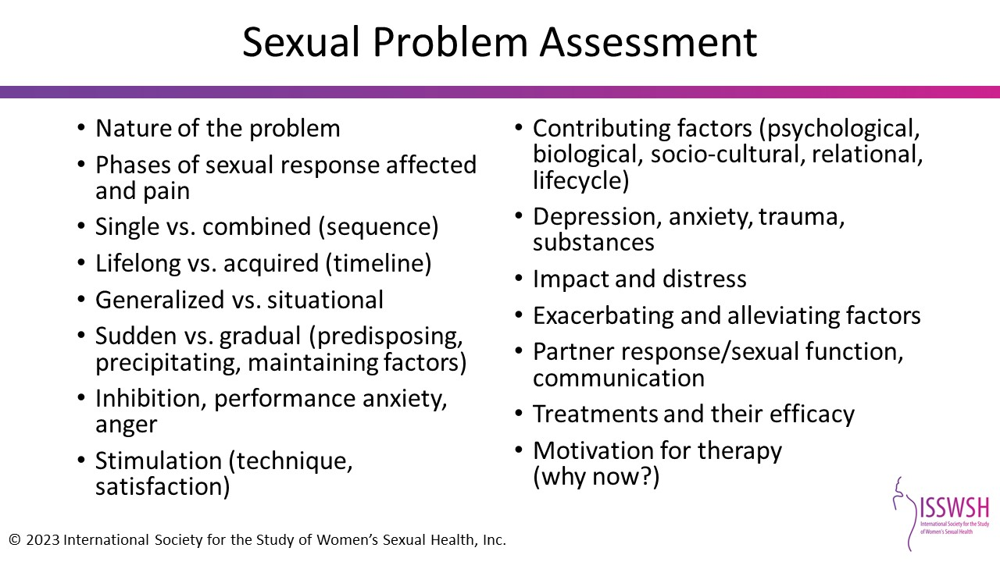 Sexual Problem Assessment
• Nature of the problem
• Phases of sexual response affected
and pain
• Single vs. combined (sequence)
• Lifelong vs. acquired (timeline)
• Generalized vs. situational
• Sudden vs. gradual (predisposing,
precipitating, maintaining factors)
• Inhibition, performance anxiety,
anger
• Stimulation (technique,
satisfaction)
• Contributing factors (psychological,
biological, socio-cultural, relational,
lifecycle)
• Depression, anxiety, trauma,
substances
• Impact and distress
• Exacerbating and alleviating factors
• Partner response/sexual function,
communication
• Treatments and their efficacy
• Motivation for therapy
(why now?)
ISSWSH
International Society for the Study
of Women's Sexual Health
© 2023 International Society for the Study of Women’s Sexual Health, Inc.